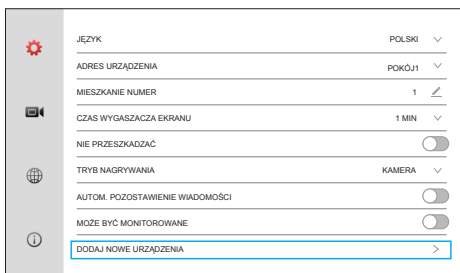 JĘZYK POLSKI
ADRES URZĄDZENIA POKÓJ1
MIESZKANIE NUMER 1
CZAS WYGASZACZA EKRANU 1 MIN
NIE PRZESZKADZAĆ
TRYB NAGRYWANIA KAMERA
AUTOM. POZOSTAWIENIE WIADOMOŚCI
MOŻE BYĆ MONITOROWANE
DODAJ NOWE URZĄDZENIA